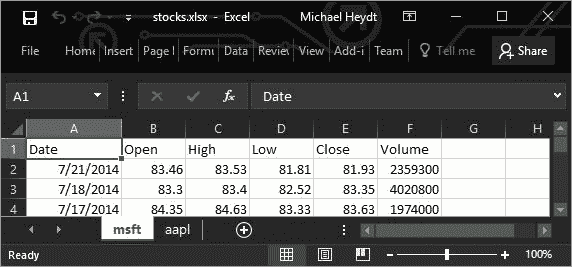 stocks.xlsx - Excel Michael Heydt
File Home Insert Page Formu Data Review View Add-i Team Tell me Share
A1 fx Date
A B C D E F G H
1 Date Open High Low Close Volume
2 7/21/2014 83.46 83.53 81.81 81.93 2359300
3 7/18/2014 83.3 83.4 82.52 83.35 4020800
4 7/17/2014 84.35 84.63 83.33 83.63 1974000
msft aapl
Ready 100%